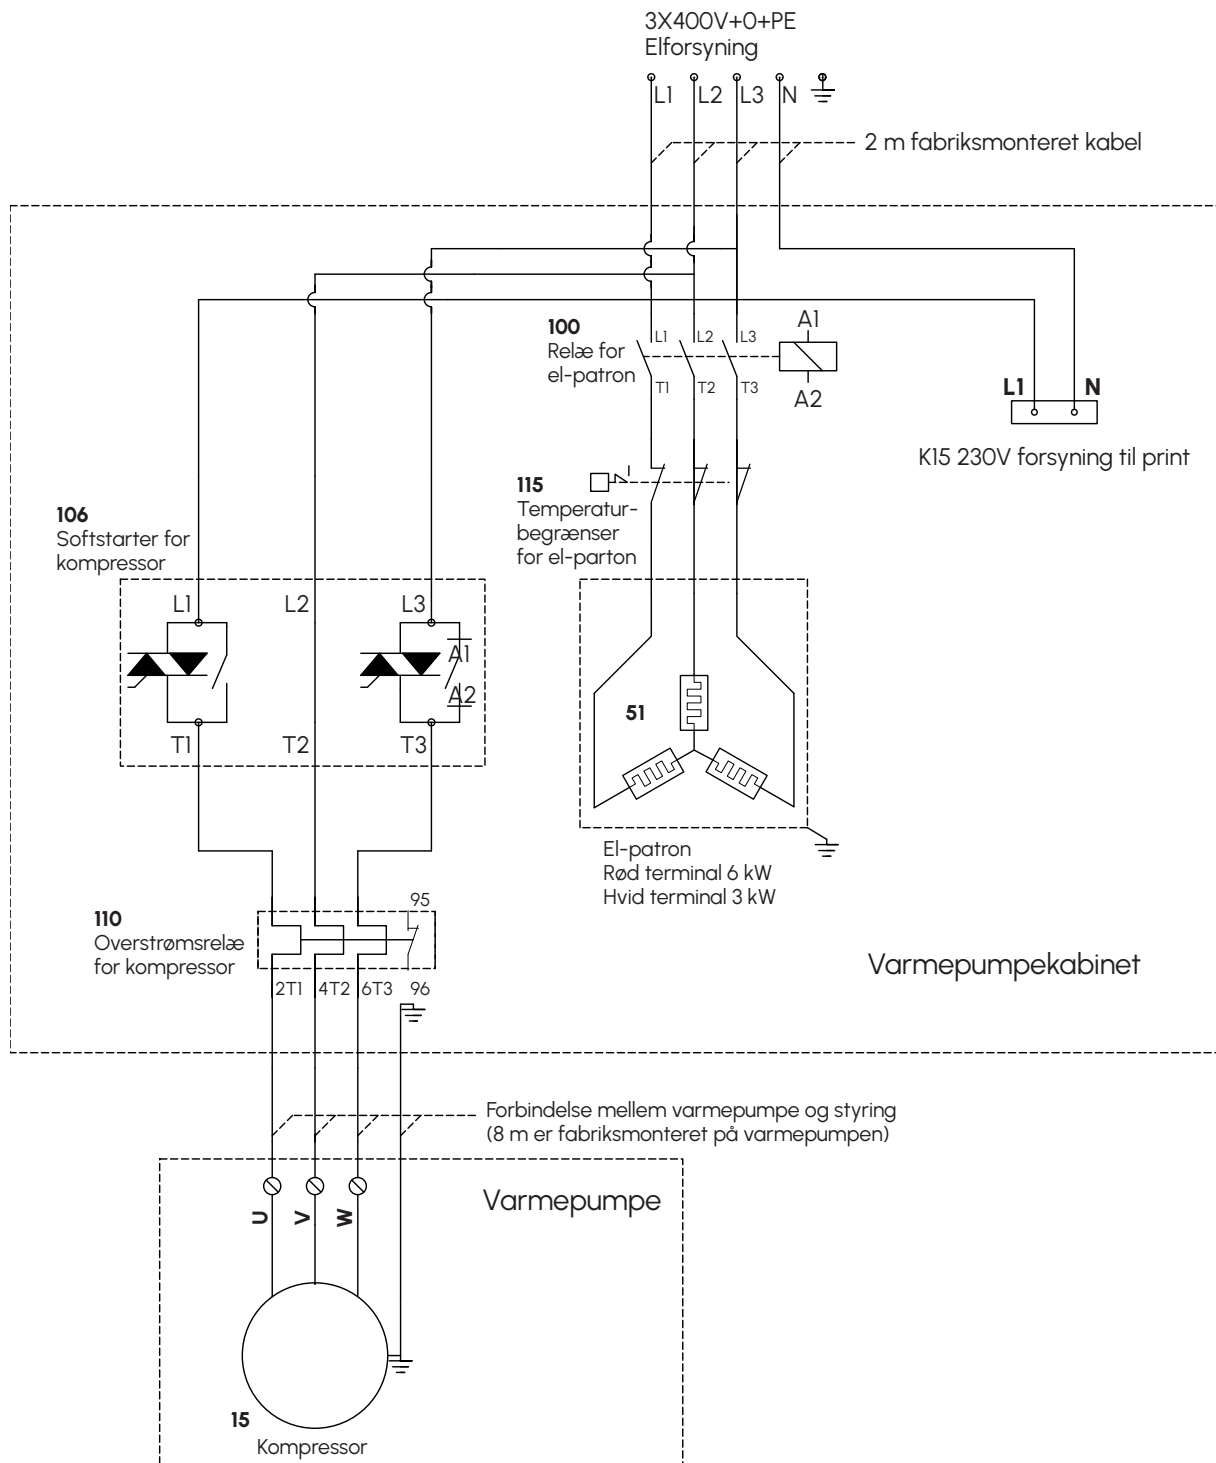 3X400V+0+PE
Elforsyning
L1 L2 L3 N
2 m fabriksmonteret kabel
100
Relæ for
el-patron
L1 L2 L3
T1 T2 T3
A1
A2
L1 N
K15 230V forsyning til print
115
Temperatur-
begrænser
for el-parton
I
106
Softstarter for
kompressor
L1 L2 L3
A1
A2
T1 T2 T3
51
El-patron
Rød terminal 6 kW
Hvid terminal 3 kW
110
Overstrømsrelæ
for kompressor
95
2T1 4T2 6T3 96
Varmepumpekabinet
Forbindelse mellem varmepumpe og styring
(8 m er fabriksmonteret på varmepumpen)
Varmepumpe
U V W
15
Kompressor